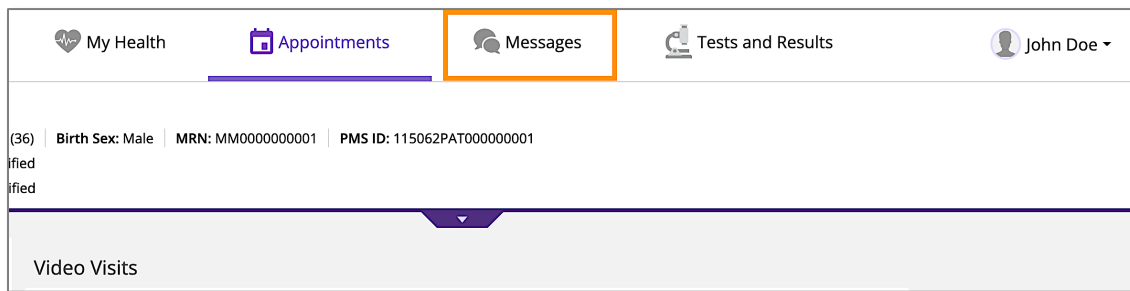 My Health Appointments Messages Tests and Results John Doe
(36) Birth Sex: Male MRN: MM0000000001 PMS ID: 115062PAT000000001
ified
ified
Video Visits